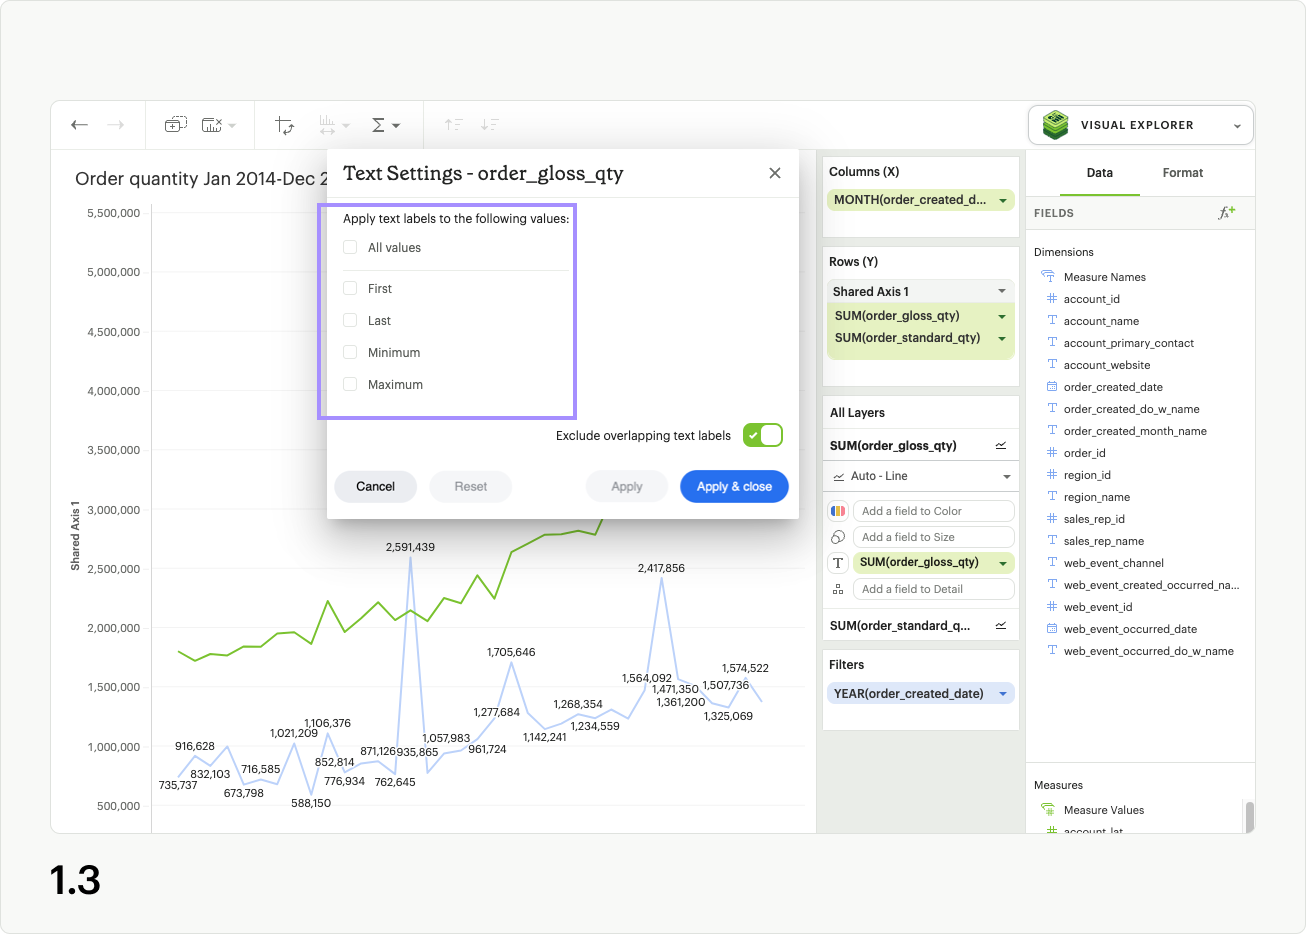 VISUAL EXPLORER
Order quantity Jan 2014-Dec 2
Text Settings - order_gloss_qty
Apply text labels to the following values:
All values
First
Last
Minimum
Maximum
Exclude overlapping text labels
Cancel
Reset
Apply
Apply & close
5,500,000
5,000,000
4,500,000
4,000,000
3,500,000
3,000,000
2,500,000
2,000,000
1,500,000
1,000,000
500,000
Shared Axis 1
2,591,439
2,417,856
1,705,646
1,574,522
1,564,092
1,507,736
1,471,350
1,361,200
1,325,069
1,277,684
1,268,354
1,234,559
1,142,241
1,106,376
1,021,209
1,057,983
961,724
916,628
871,126
935,865
852,814
832,103
716,585
776,934
762,645
735,737
673,798
588,150
Columns (X)
MONTH(order_created_d...
Rows (Y)
Shared Axis 1
SUM(order_gloss_qty)
SUM(order_standard_qty)
All Layers
SUM(order_gloss_qty)
Auto - Line
Add a field to Color
Add a field to Size
T
SUM(order_gloss_qty)
Add a field to Detail
SUM(order_standard_q...
Filters
YEAR(order_created_date)
Data
Format
FIELDS
Dimensions
Measure Names
account_id
account_name
account_primary_contact
account_website
order_created_date
order_created_do_w_name
order_created_month_name
order_id
region_id
region_name
sales_rep_id
sales_rep_name
web_event_channel
web_event_created_occurred_na...
web_event_id
web_event_occurred_date
web_event_occurred_do_w_name
Measures
Measure Values
account_lat
1.3